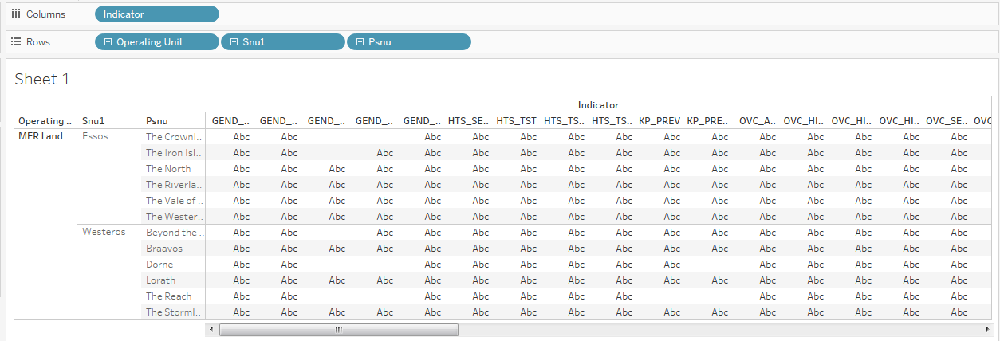 Columns Indicator
Rows Operating Unit Snu1 Psnu
Sheet 1
Indicator
Operating .. Snu1 Psnu GEND_.. GEND_.. GEND_.. GEND_.. GEND_.. HTS_SE.. HTS_TST HTS_TS.. HTS_TS.. KP_PREV KP_PRE.. OVC_A.. OVC_HI.. OVC_HI.. OVC_HI.. OVC_SE.. OVC
MER Land Essos The Crownl.. Abc Abc Abc Abc Abc Abc Abc Abc Abc Abc Abc Abc Abc Abc
The Iron Isl.. Abc Abc Abc Abc Abc Abc Abc Abc Abc Abc Abc Abc Abc Abc Abc
The North Abc Abc Abc Abc Abc Abc Abc Abc Abc Abc Abc Abc Abc Abc Abc Abc
The Riverla.. Abc Abc Abc Abc Abc Abc Abc Abc Abc Abc Abc Abc Abc Abc Abc Abc
The Vale of .. Abc Abc Abc Abc Abc Abc Abc Abc Abc Abc Abc Abc Abc Abc Abc Abc
The Wester.. Abc Abc Abc Abc Abc Abc Abc Abc Abc Abc Abc Abc Abc Abc Abc Abc
Westeros Beyond the .. Abc Abc Abc Abc Abc Abc Abc Abc Abc Abc Abc Abc Abc Abc Abc
Braavos Abc Abc Abc Abc Abc Abc Abc Abc Abc Abc Abc Abc Abc Abc Abc Abc
Dorne Abc Abc Abc Abc Abc Abc Abc Abc Abc Abc Abc Abc Abc
Lorath Abc Abc Abc Abc Abc Abc Abc Abc Abc Abc Abc Abc Abc Abc Abc Abc
The Reach Abc Abc Abc Abc Abc Abc Abc Abc Abc Abc Abc Abc
The Storml.. Abc Abc Abc Abc Abc Abc Abc Abc Abc Abc Abc Abc Abc Abc Abc Abc